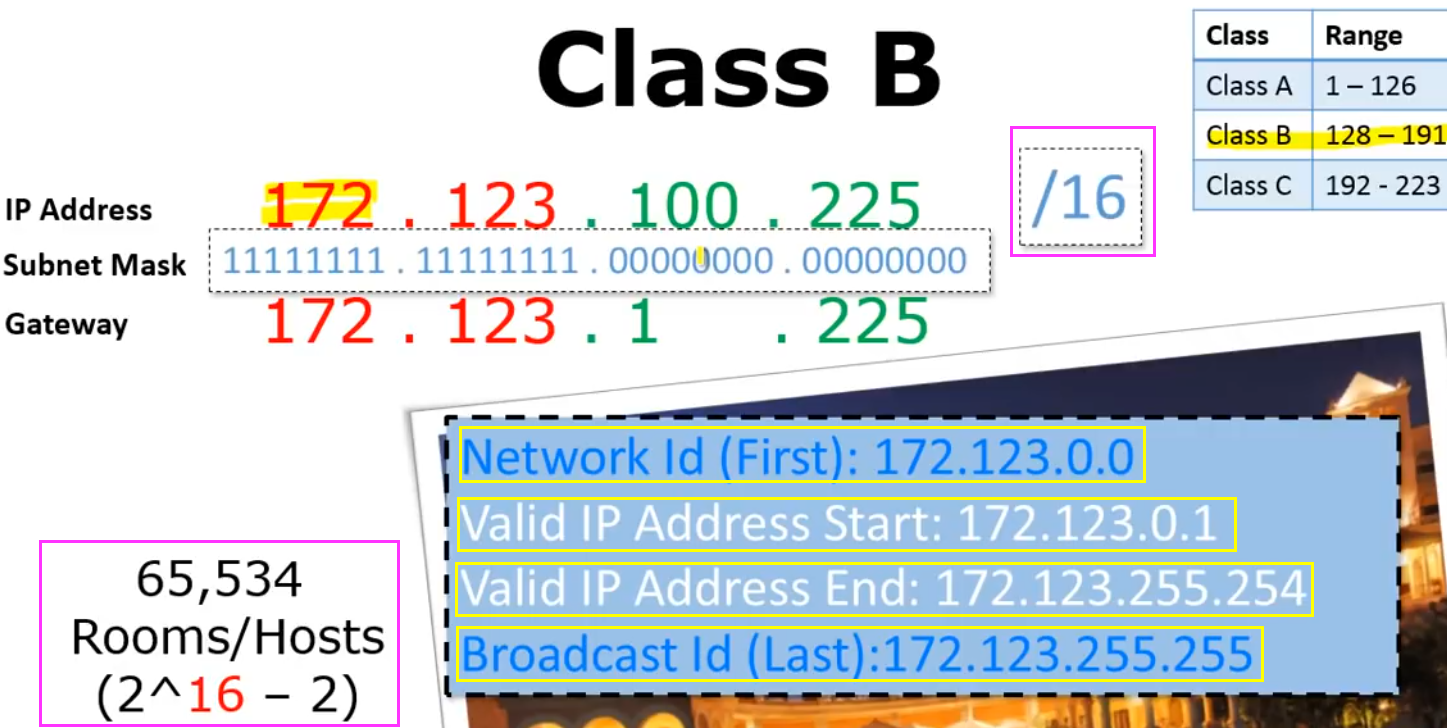 Class B
Class Range
Class A 1 – 126
Class B 128 – 191
Class C 192 - 223
IP Address 172 . 123 . 100 . 225 /16
Subnet Mask 11111111 . 11111111 . 00000000 . 00000000
Gateway 172 . 123 . 1 . 225
Network Id (First): 172.123.0.0
Valid IP Address Start: 172.123.0.1
Valid IP Address End: 172.123.255.254
Broadcast Id (Last):172.123.255.255
65,534
Rooms/Hosts
(2^16 – 2)